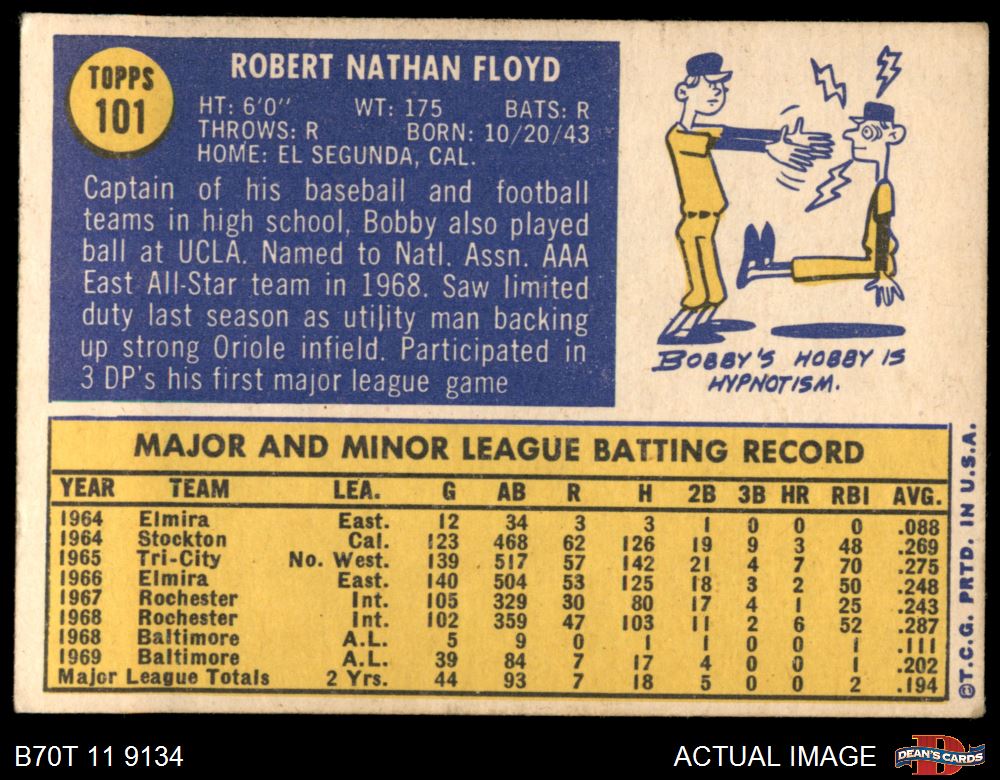 TOPPS
101
ROBERT NATHAN FLOYD
HT: 6'0" WT: 175 BATS: R
THROWS: R BORN: 10/20/43
HOME: EL SEGUNDA, CAL.
Captain of his baseball and football
teams in high school, Bobby also played
ball at UCLA. Named to Natl. Assn. AAA
East All-Star team in 1968. Saw limited
duty last season as utility man backing
up strong Oriole infield. Participated in
3 DP's his first major league game
BOBBY'S HOBBY IS
HYPNOTISM.
MAJOR AND MINOR LEAGUE BATTING RECORD
YEAR TEAM LEA. G AB R H 2B 3B HR RBI AVG.
1964 Elmira East. 12 34 3 3 1 0 0 0 .088
1964 Stockton Cal. 123 468 62 126 19 9 3 48 .269
1965 Tri-City No. West. 139 517 57 142 21 4 7 70 .275
1966 Elmira East. 140 504 53 125 18 3 2 50 .248
1967 Rochester Int. 105 329 30 80 17 4 1 25 .243
1968 Rochester Int. 102 359 47 103 11 2 6 52 .287
1968 Baltimore A.L. 5 9 0 1 1 0 0 1 .111
1969 Baltimore A.L. 39 84 7 17 4 0 0 1 .202
Major League Totals 2 Yrs. 44 93 7 18 5 0 0 2 .194
©T.C.G. PRTD. IN U.S.A.
B70T 11 9134
ACTUAL IMAGE
D
DEAN'S CARDS